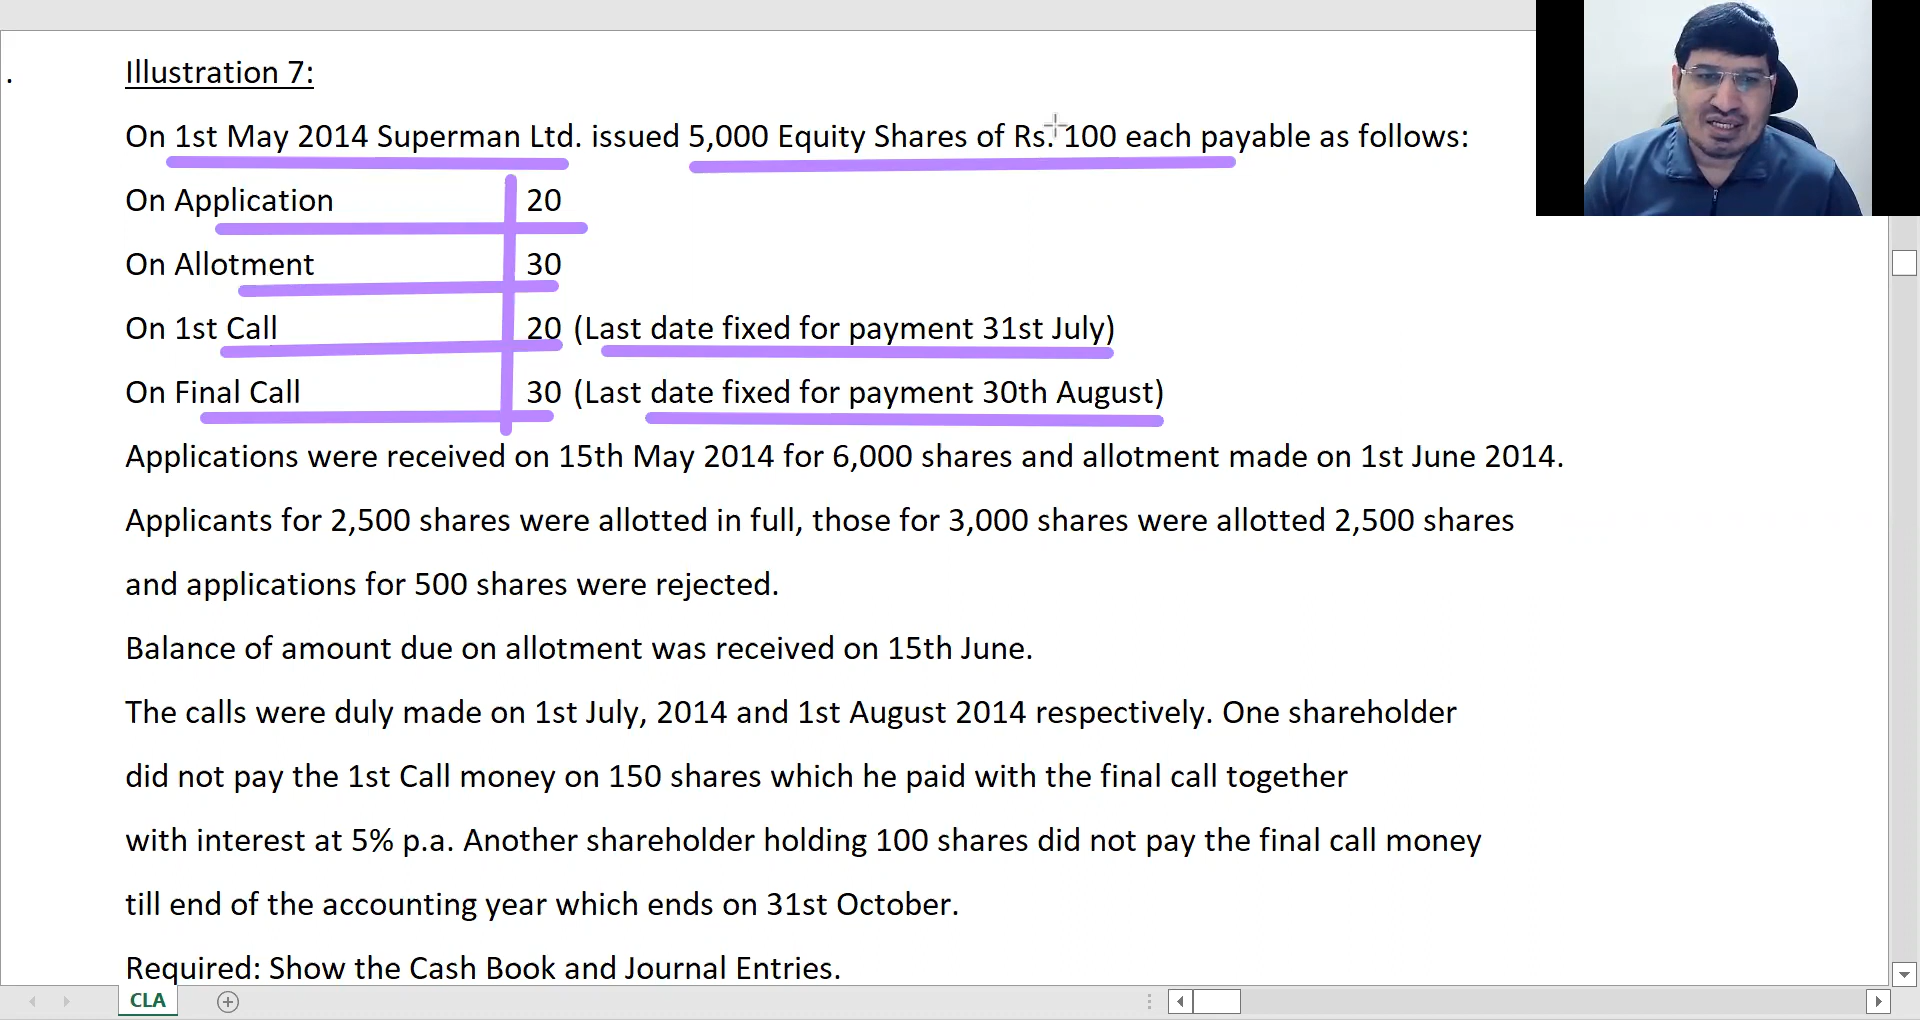 Illustration 7:
.
On 1st May 2014 Superman Ltd. issued 5,000 Equity Shares of Rs. 100 each payable as follows:
On Application 20
On Allotment 30
On 1st Call 20 (Last date fixed for payment 31st July)
On Final Call 30 (Last date fixed for payment 30th August)
Applications were received on 15th May 2014 for 6,000 shares and allotment made on 1st June 2014.
Applicants for 2,500 shares were allotted in full, those for 3,000 shares were allotted 2,500 shares
and applications for 500 shares were rejected.
Balance of amount due on allotment was received on 15th June.
The calls were duly made on 1st July, 2014 and 1st August 2014 respectively. One shareholder
did not pay the 1st Call money on 150 shares which he paid with the final call together
with interest at 5% p.a. Another shareholder holding 100 shares did not pay the final call money
till end of the accounting year which ends on 31st October.
Required: Show the Cash Book and Journal Entries.
CLA